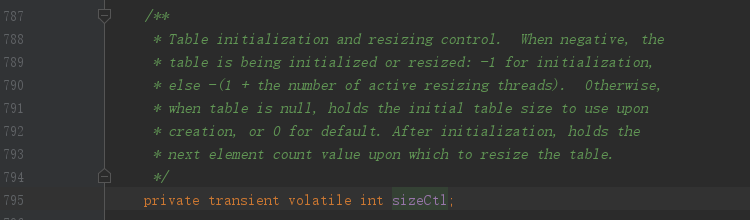 787 /**
788 * Table initialization and resizing control.  When negative, the
789 * table is being initialized or resized: -1 for initialization,
790 * else -(1 + the number of active resizing threads).  Otherwise,
791 * when table is null, holds the initial table size to use upon
792 * creation, or 0 for default. After initialization, holds the
793 * next element count value upon which to resize the table.
794 */
795 private transient volatile int sizeCtl;